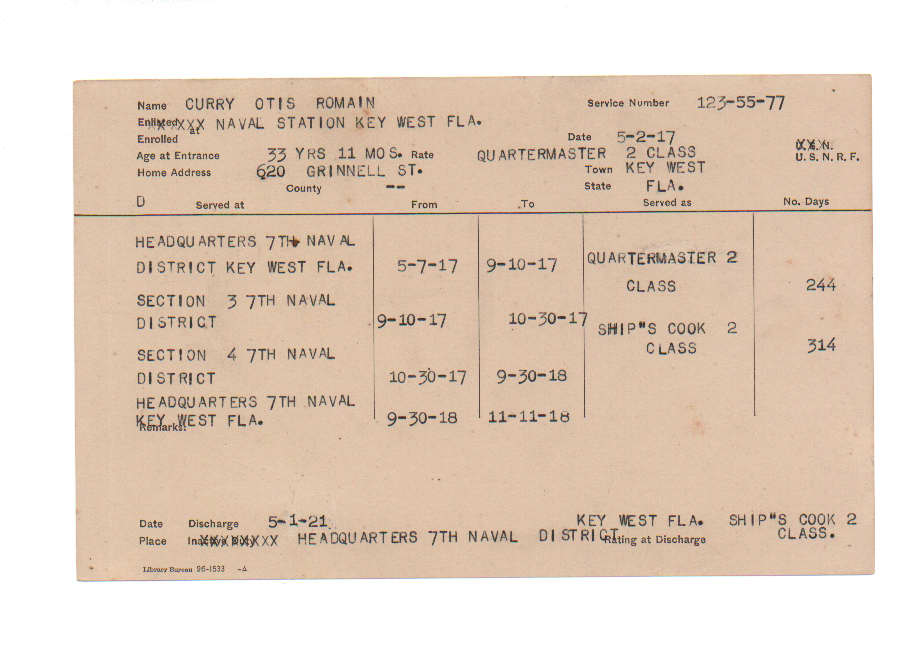 Name CURRY OTIS ROMAIN Service Number 123-55-77
Enlisted at XXXXX NAVAL STATION KEY WEST FLA.
Enrolled Date 5-2-17
Age at Entrance 33 YRS 11 MOS. Rate QUARTERMASTER 2 CLASS U.S.N.R.F.
Home Address 620 GRINNELL ST. Town KEY WEST
County -- State FLA.
D Served at From To Served as No. Days
HEADQUARTERS 7TH NAVAL
DISTRICT KEY WEST FLA. 5-7-17 9-10-17 QUARTERMASTER 2
CLASS 244
SECTION 3 7TH NAVAL
DISTRICT 9-10-17 10-30-17 SHIP"S COOK 2
CLASS 314
SECTION 4 7TH NAVAL
DISTRICT 10-30-17 9-30-18
HEADQUARTERS 7TH NAVAL
KEY WEST FLA. 9-30-18 11-11-18
Remarks:
Date Discharge 5-1-21 KEY WEST FLA. SHIP"S COOK 2
Place HEADQUARTERS 7TH NAVAL DISTRICT Rating at Discharge CLASS.
Library Bureau 96-1533 -A